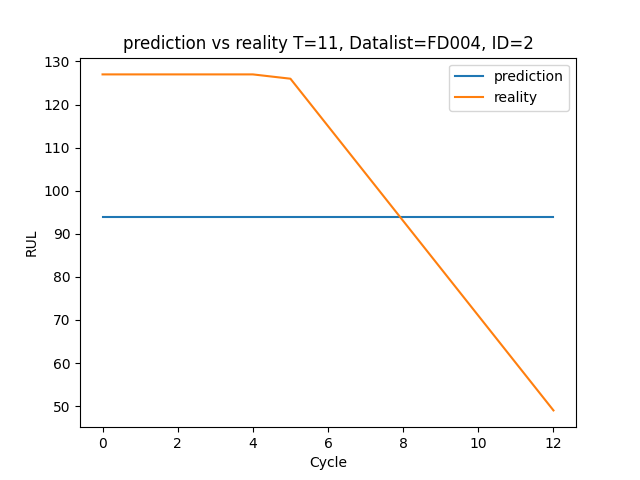 prediction vs reality T=11, Datalist=FD004, ID=2
prediction
reality
130
120
110
100
90
80
70
60
50
RUL
0 2 4 6 8 10 12
Cycle